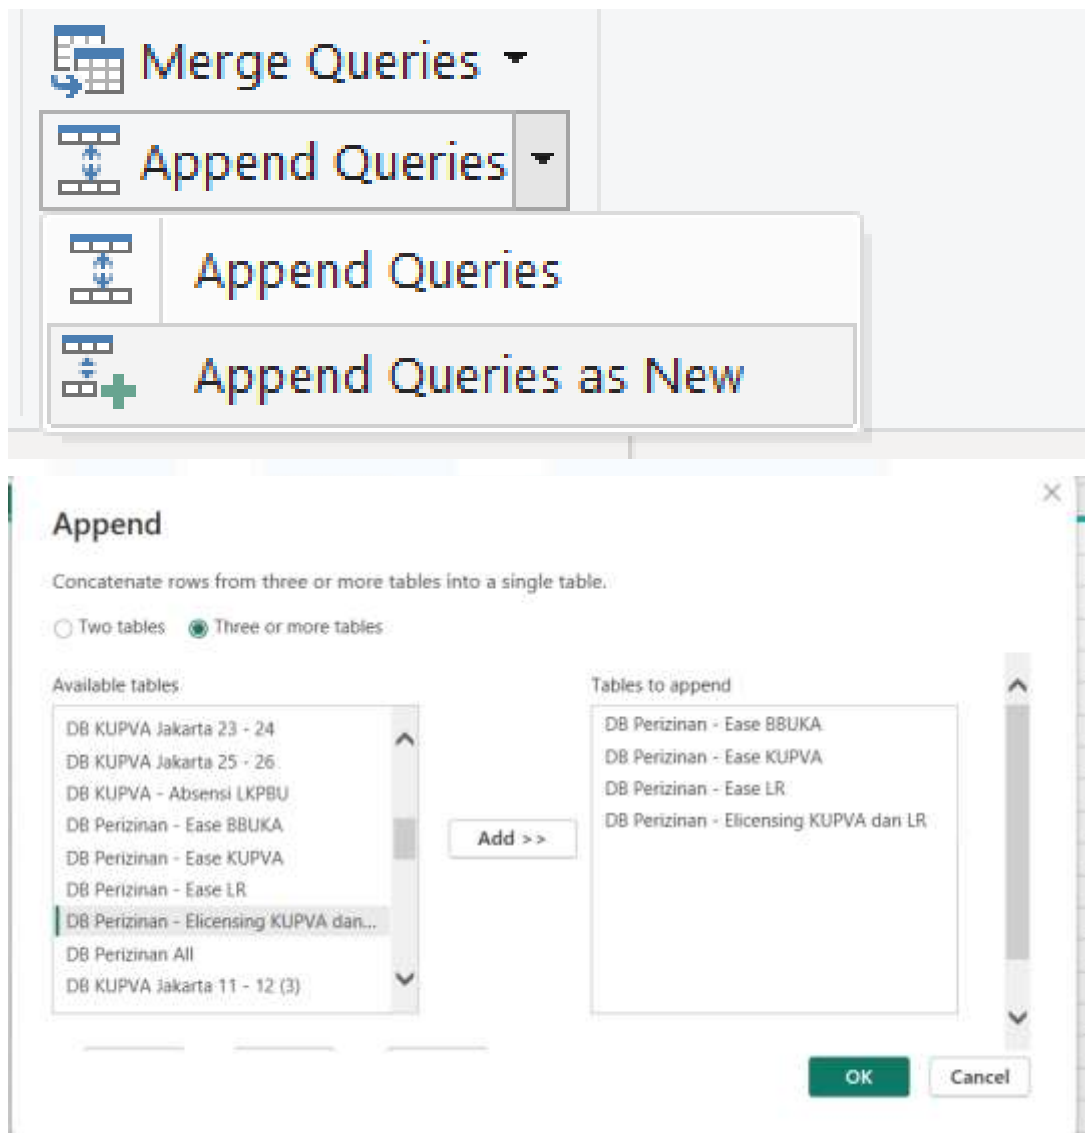 Merge Queries
Append Queries
Append Queries
Append Queries as New
Append
Concatenate rows from three or more tables into a single table.
Two tables Three or more tables
Available tables
DB KUPVA Jakarta 23 - 24
DB KUPVA Jakarta 25 - 26
DB KUPVA - Absensi LKPBU
DB Perizinan - Ease BBUKA
DB Perizinan - Ease KUPVA
DB Perizinan - Ease LR
DB Perizinan - Elicensing KUPVA dan...
DB Perizinan All
DB KUPVA Jakarta 11 - 12 (3)
Add >>
Tables to append
DB Perizinan - Ease BBUKA
DB Perizinan - Ease KUPVA
DB Perizinan - Ease LR
DB Perizinan - Elicensing KUPVA dan LR
OK Cancel